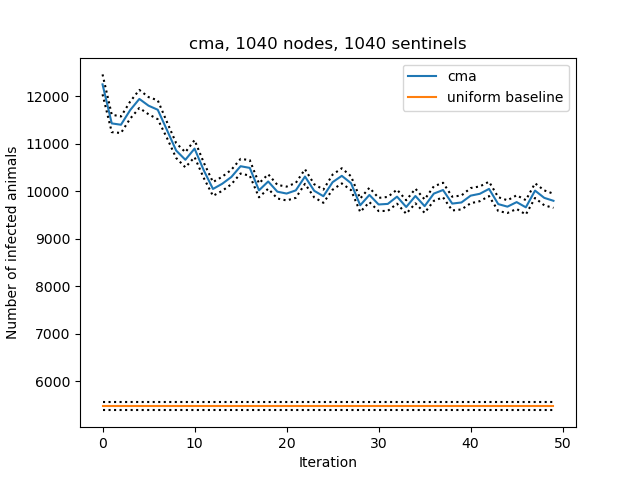 cma, 1040 nodes, 1040 sentinels
cma
uniform baseline
Number of infected animals
12000
11000
10000
9000
8000
7000
6000
0 10 20 30 40 50
Iteration